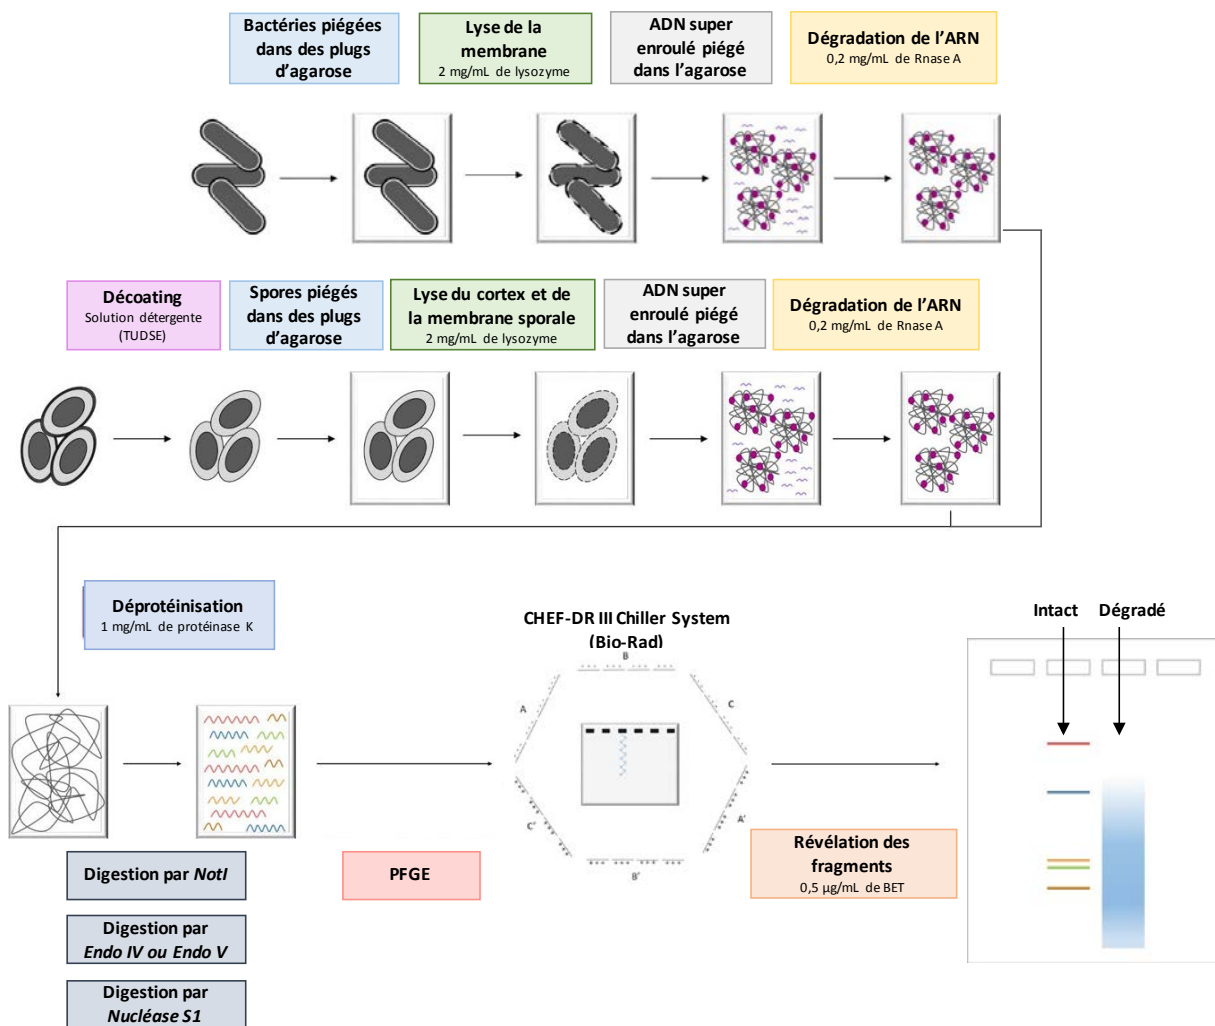 Bactéries piégées
dans des plugs
d'agarose
Lyse de la
membrane
2 mg/mL de lysozyme
ADN super
enroulé piégé
dans l'agarose
Dégradation de l'ARN
0,2 mg/mL de Rnase A
Décoating
Solution détergente
(TUDSE)
Spores piégés
dans des plugs
d'agarose
Lyse du cortex et de
la membrane sporale
2 mg/mL de lysozyme
ADN super
enroulé piégé
dans l'agarose
Dégradation de l'ARN
0,2 mg/mL de Rnase A
Déprotéinisation
1 mg/mL de protéinase K
CHEF-DR III Chiller System
(Bio-Rad)
B
A
C
C'
A'
B'
Intact
Dégradé
Digestion par NotI
Digestion par
Endo IV ou Endo V
Digestion par
Nucléase S1
PFGE
Révélation des
fragments
0,5 µg/mL de BET